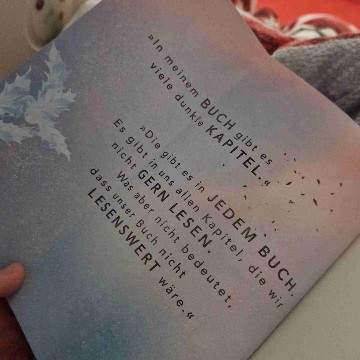 »In meinem BUCH gibt es
viele dunkle KAPITEL.«
»Die gibt es in JEDEM BUCH.
Es gibt in uns allen Kapitel, die wir
nicht GERN LESEN.
Was aber nicht bedeutet,
dass unser Buch nicht
LESENSWERT wäre.«